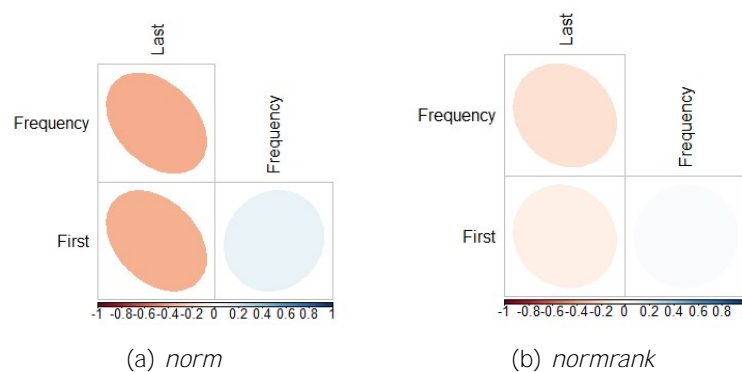 Last
Frequency
Frequency
First
-1 -0.8 -0.6 -0.4 -0.2 0 0.2 0.4 0.6 0.8 1
(a) norm
Last
Frequency
Frequency
First
-1 -0.8 -0.6 -0.4 -0.2 0 0.2 0.4 0.6 0.8
(b) normrank